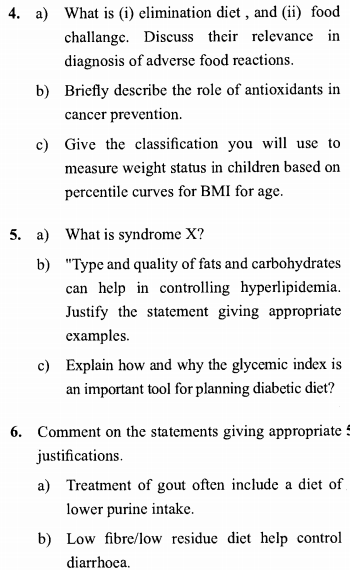 4. a) What is (i) elimination diet , and (ii) food
challange. Discuss their relevance in
diagnosis of adverse food reactions.
b) Briefly describe the role of antioxidants in
cancer prevention.
c) Give the classification you will use to
measure weight status in children based on
percentile curves for BMI for age.
5. a) What is syndrome X?
b) "Type and quality of fats and carbohydrates
can help in controlling hyperlipidemia.
Justify the statement giving appropriate
examples.
c) Explain how and why the glycemic index is
an important tool for planning diabetic diet?
6. Comment on the statements giving appropriate 5
justifications.
a) Treatment of gout often include a diet of
lower purine intake.
b) Low fibre/low residue diet help control
diarrhoea.